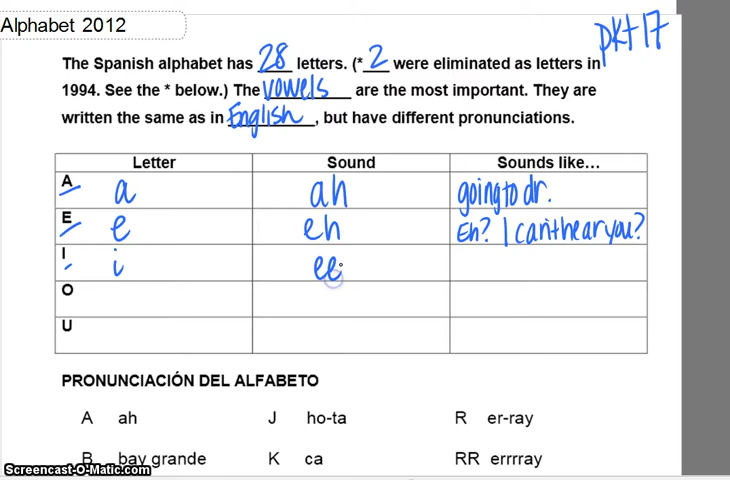 Alphabet 2012
pkt 17
The Spanish alphabet has 28 letters. (* 2 were eliminated as letters in
1994. See the * below.) The vowels are the most important. They are
written the same as in English, but have different pronunciations.
Letter Sound Sounds like...
A a ah going to dr.
E e eh Eh? I can't hear you?
I i ee
O
U
PRONUNCIACIÓN DEL ALFABETO
A ah J ho-ta R er-ray
B bay grande K ca RR errrray
Screencast-O-Matic.com